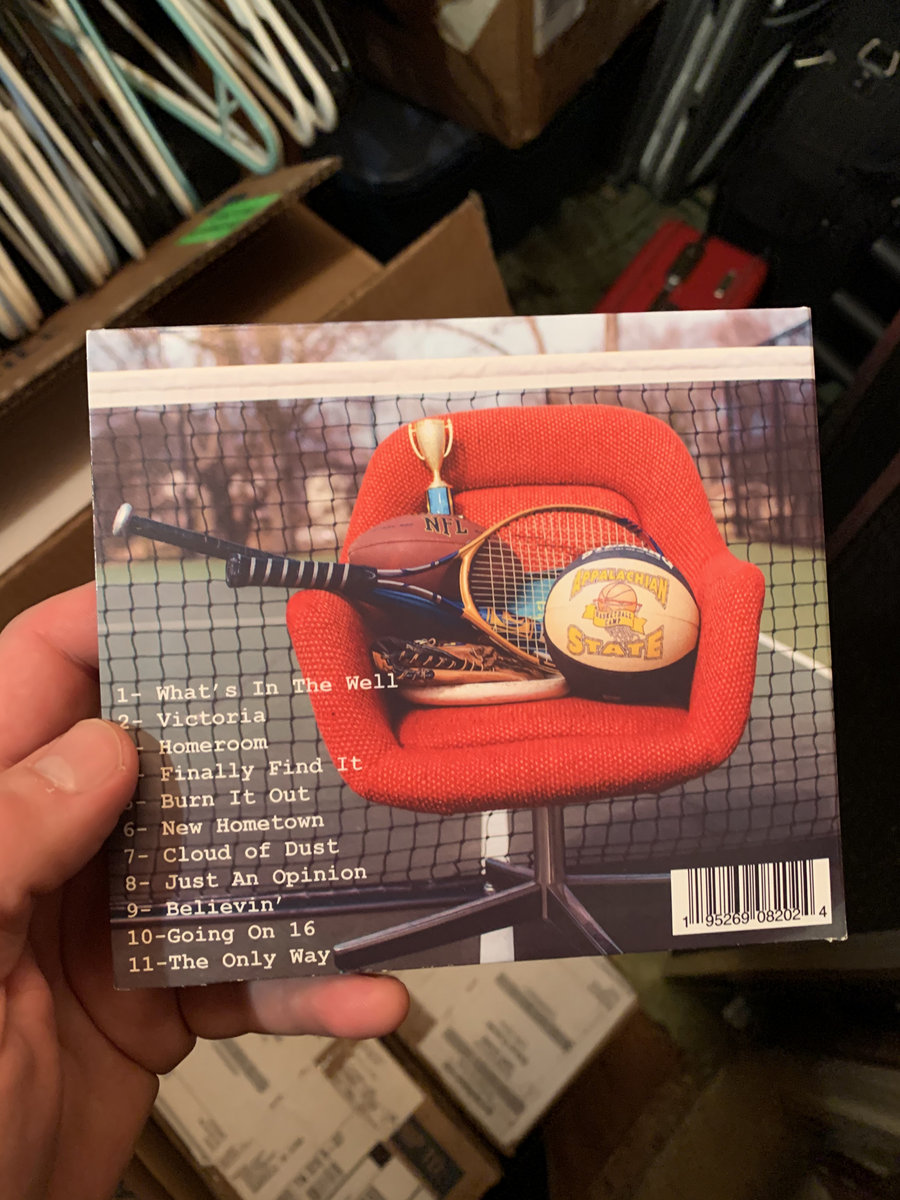 NFL
APPALACHIAN
STATE
1- What's In The Well
2- Victoria
- Homeroom
- Finally Find It
- Burn It Out
6- New Hometown
7- Cloud of Dust
8- Just An Opinion
9- Believin'
10-Going On 16
11-The Only Way
1 95269 08202 4